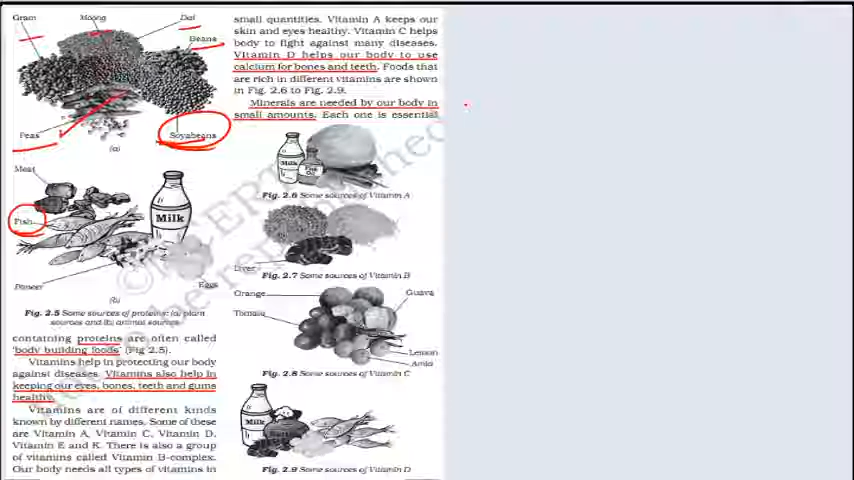 Gram
Moong
Dal
Beans
Peas
Soyabeans
(a)
Meat
Fish
Milk
Paneer
Eggs
(b)
Fig. 2.5 Some sources of proteins: (a) plant
sources and (b) animal sources
containing proteins are often called
'body building foods' (Fig 2.5).
Vitamins help in protecting our body
against diseases. Vitamins also help in
keeping our eyes, bones, teeth and gums
healthy.
Vitamins are of different kinds
known by different names. Some of these
are Vitamin A, Vitamin C, Vitamin D,
Vitamin E and K. There is also a group
of vitamins called Vitamin B-complex.
Our body needs all types of vitamins in
small quantities. Vitamin A keeps our
skin and eyes healthy. Vitamin C helps
body to fight against many diseases.
Vitamin D helps our body to use
calcium for bones and teeth. Foods that
are rich in different vitamins are shown
in Fig. 2.6 to Fig. 2.9.
Minerals are needed by our body in
small amounts. Each one is essential
Milk
Fish
Oil
Fig. 2.6 Some sources of Vitamin A
Liver
Fig. 2.7 Some sources of Vitamin B
Orange
Guava
Tomato
Lemon
Amla
Fig. 2.8 Some sources of Vitamin C
Milk
Fig. 2.9 Some sources of Vitamin D